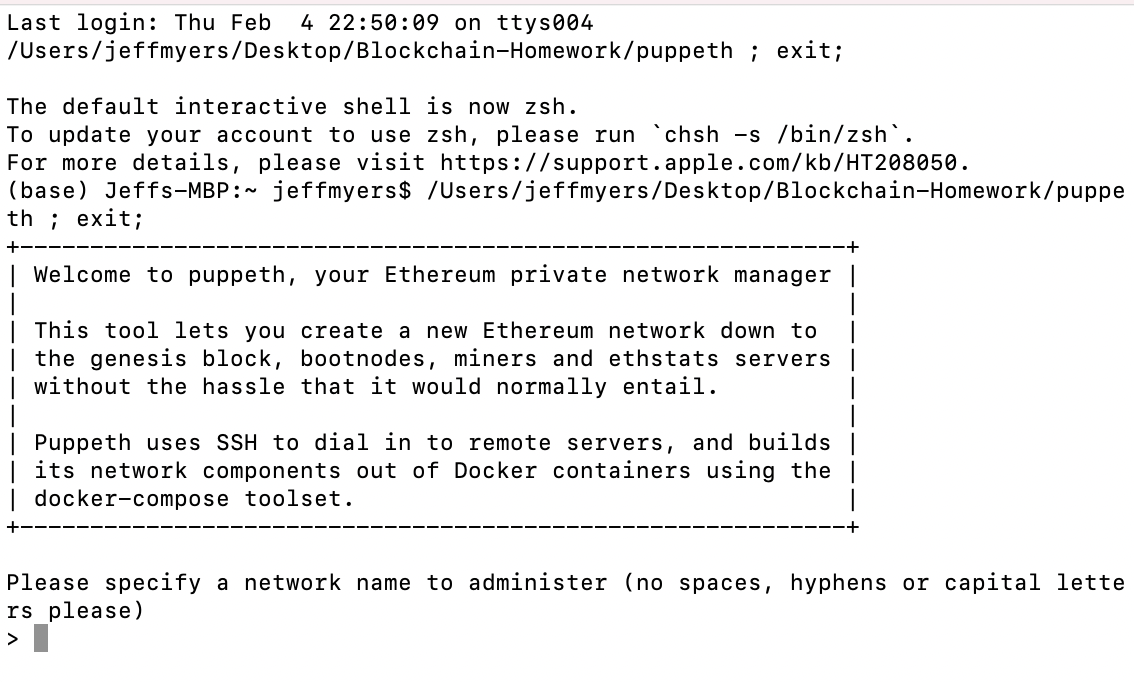 Last login: Thu Feb  4 22:50:09 on ttys004
/Users/jeffmyers/Desktop/Blockchain-Homework/puppeth ; exit;
The default interactive shell is now zsh.
To update your account to use zsh, please run `chsh -s /bin/zsh`.
For more details, please visit https://support.apple.com/kb/HT208050.
(base) Jeffs-MBP:~ jeffmyers$ /Users/jeffmyers/Desktop/Blockchain-Homework/puppe
th ; exit;
+-----------------------------------------------------------+
| Welcome to puppeth, your Ethereum private network manager |
|                                                           |
| This tool lets you create a new Ethereum network down to  |
| the genesis block, bootnodes, miners and ethstats servers |
| without the hassle that it would normally entail.         |
|                                                           |
| Puppeth uses SSH to dial in to remote servers, and builds |
| its network components out of Docker containers using the |
| docker-compose toolset.                                   |
+-----------------------------------------------------------+
Please specify a network name to administer (no spaces, hyphens or capital lette
rs please)
>